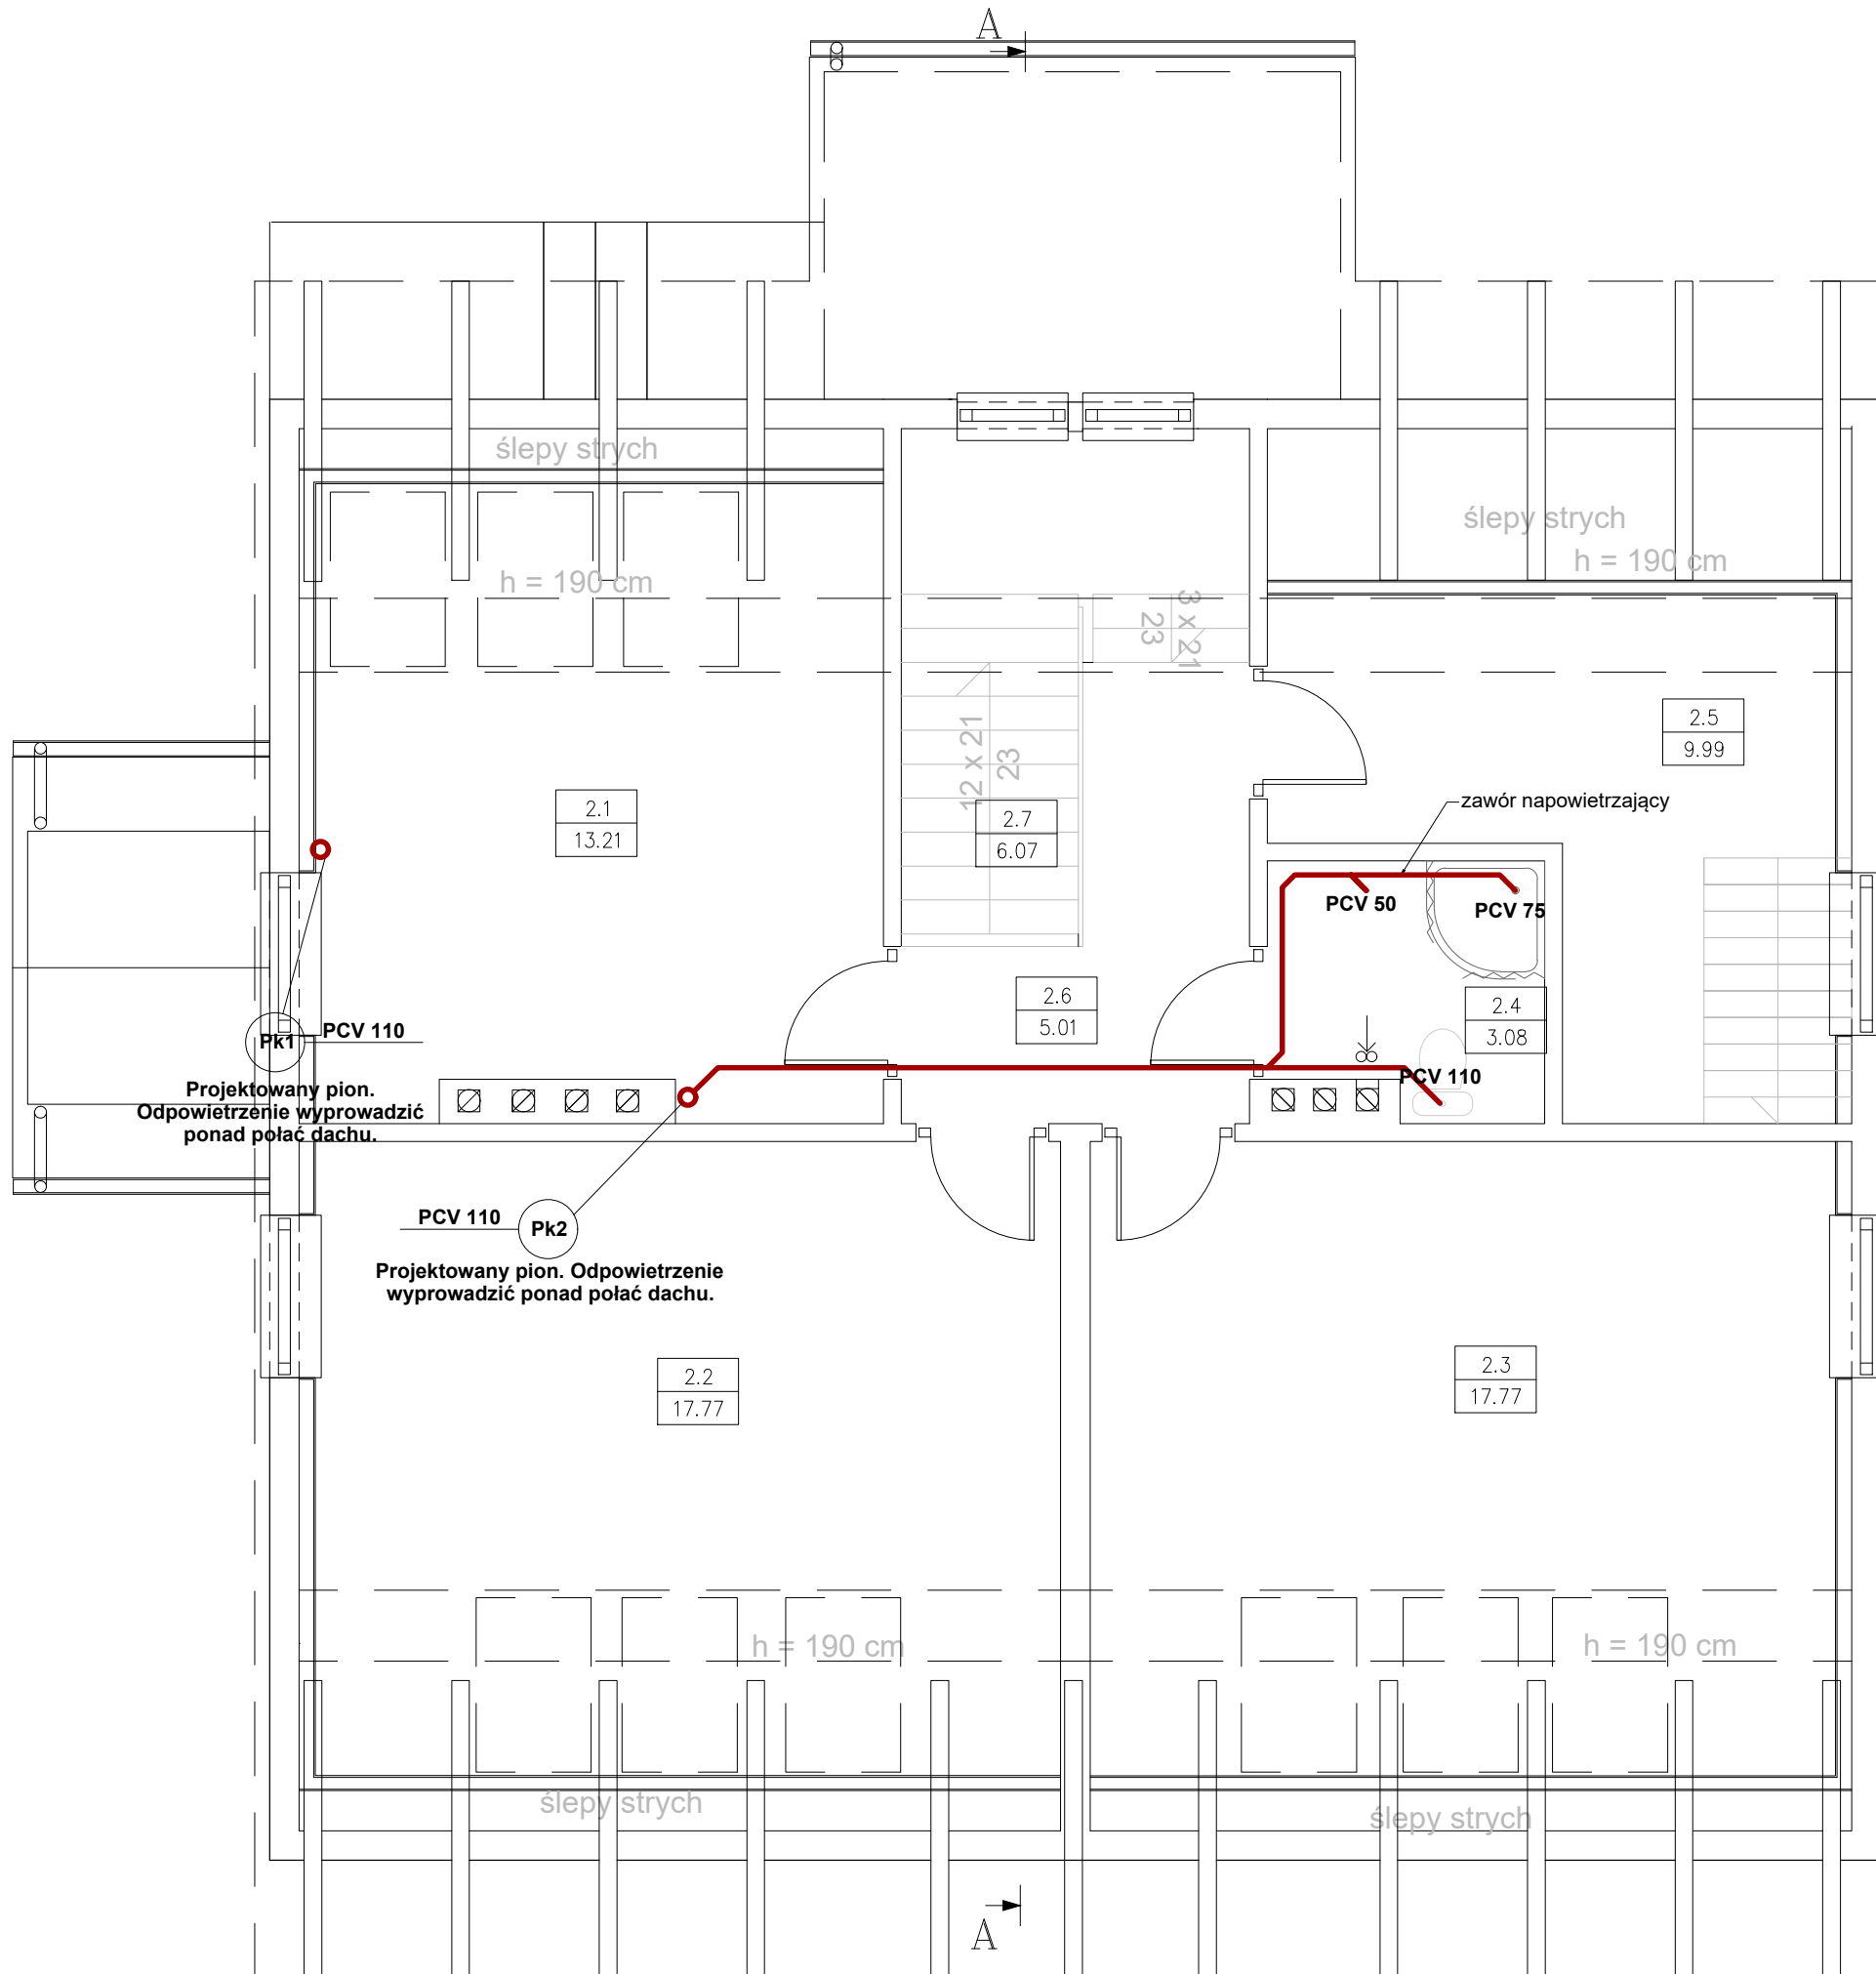 A
ślepy strych
ślepy strych
h = 190 cm
h = 190 cm
3 x 21
23
2.5
9.99
12 x 21
23
2.1
13.21
2.7
6.07
zawór napowietrzający
PCV 50
PCV 75
2.6
5.01
2.4
3.08
Pk1
PCV 110
PCV 110
Projektowany pion.
Odpowietrzenie wyprowadzić
ponad połać dachu.
PCV 110
Pk2
Projektowany pion. Odpowietrzenie
wyprowadzić ponad połać dachu.
2.2
17.77
2.3
17.77
h = 190 cm
h = 190 cm
ślepy strych
ślepy strych
A